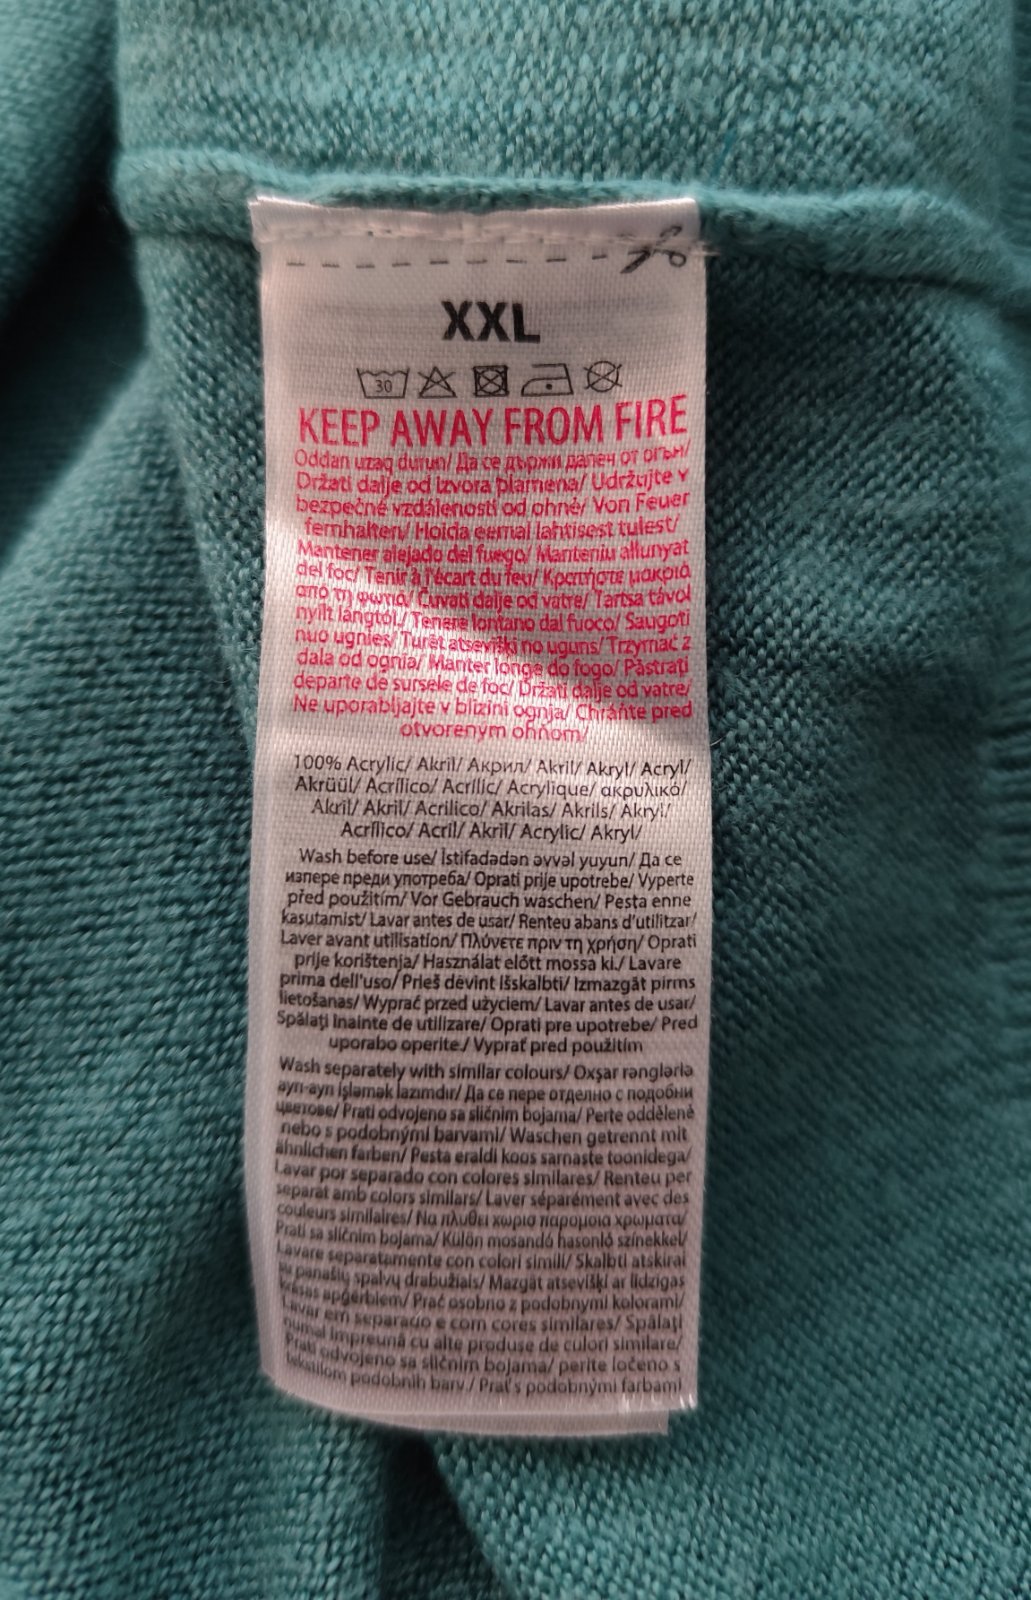 XXL
30
KEEP AWAY FROM FIRE
Oddan uzaq durun/ Да се държи далеч от огън/
Držati dalje od izvora plamena/ Udržujte v
bezpečné vzdálenosti od ohně/ Von Feuer
fernhalten/ Hoida eemal lahtisest tulest/
Mantener alejado del fuego/ Manteniu allunyat
del foc/ Tenir à l'écart du feu/ Κρατήστε μακριά
από τη φωτιά/ Čuvati dalje od vatre/ Tartsa távol
nyílt lángtól./ Tenere lontano dal fuoco/ Saugoti
nuo ugnies/ Turēt atsevišķi no uguns/ Trzymać z
dala od ognia/ Manter longe do fogo/ Păstrați
departe de sursele de foc/ Držati dalje od vatre/
Ne uporabljajte v blizini ognja/ Chráňte pred
otvoreným ohňom/
100% Acrylic/ Akril/ Акрил/ Akril/ Akryl/ Acryl/
Akrüül/ Acrílico/ Acrílic/ Acrylique/ ακρυλικό/
Akril/ Akril/ Acrilico/ Akrilas/ Akrils/ Akryl/
Acrílico/ Acril/ Akril/ Acrylic/ Akryl/
Wash before use/ İstifadədən əvvəl yuyun/ Да се
изпере преди употреба/ Oprati prije upotrebe/ Vyperte
před použitím/ Vor Gebrauch waschen/ Pesta enne
kasutamist/ Lavar antes de usar/ Renteu abans d'utilitzar/
Laver avant utilisation/ Πλύνετε πριν τη χρήση/ Oprati
prije korištenja/ Használat előtt mossa ki./ Lavare
prima dell'uso/ Prieš dėvint išskalbti/ Izmazgāt pirms
lietošanas/ Wyprać przed użyciem/ Lavar antes de usar/
Spălați înainte de utilizare/ Oprati pre upotrebe/ Pred
uporabo operite./ Vyprať pred použitím
Wash separately with similar colours/ Oxşar rənglərlə
ayrı-ayrı işləmək lazımdır/ Да се пере отделно с подобни
цветове/ Prati odvojeno sa sličnim bojama/ Perte odděleně
nebo s podobnými barvami/ Waschen getrennt mit
ähnlichen farben/ Pesta eraldi koos sarnaste toonidega/
Lavar por separado con colores similares/ Renteu per
separat amb colors similars/ Laver séparément avec des
couleurs similaires/ Να πλυθεί χωρίσ παρόμοια χρώματα/
Prati sa sličnim bojama/ Külön mosandó hasonló színekkel/
Lavare separatamente con colori simili/ Skalbti atskirai
su panašių spalvų drabužiais/ Mazgāt atsevišķi ar līdzīgas
krāsas apģērbiem/ Prać osobno z podobnymi kolorami/
Lavar em separado e com cores similares/ Spălați
numai împreună cu alte produse de culori similare/
Prati odvojeno sa sličnim bojama/ perite ločeno s
tekstilom podobnih barv./ Prať s podobnými farbami